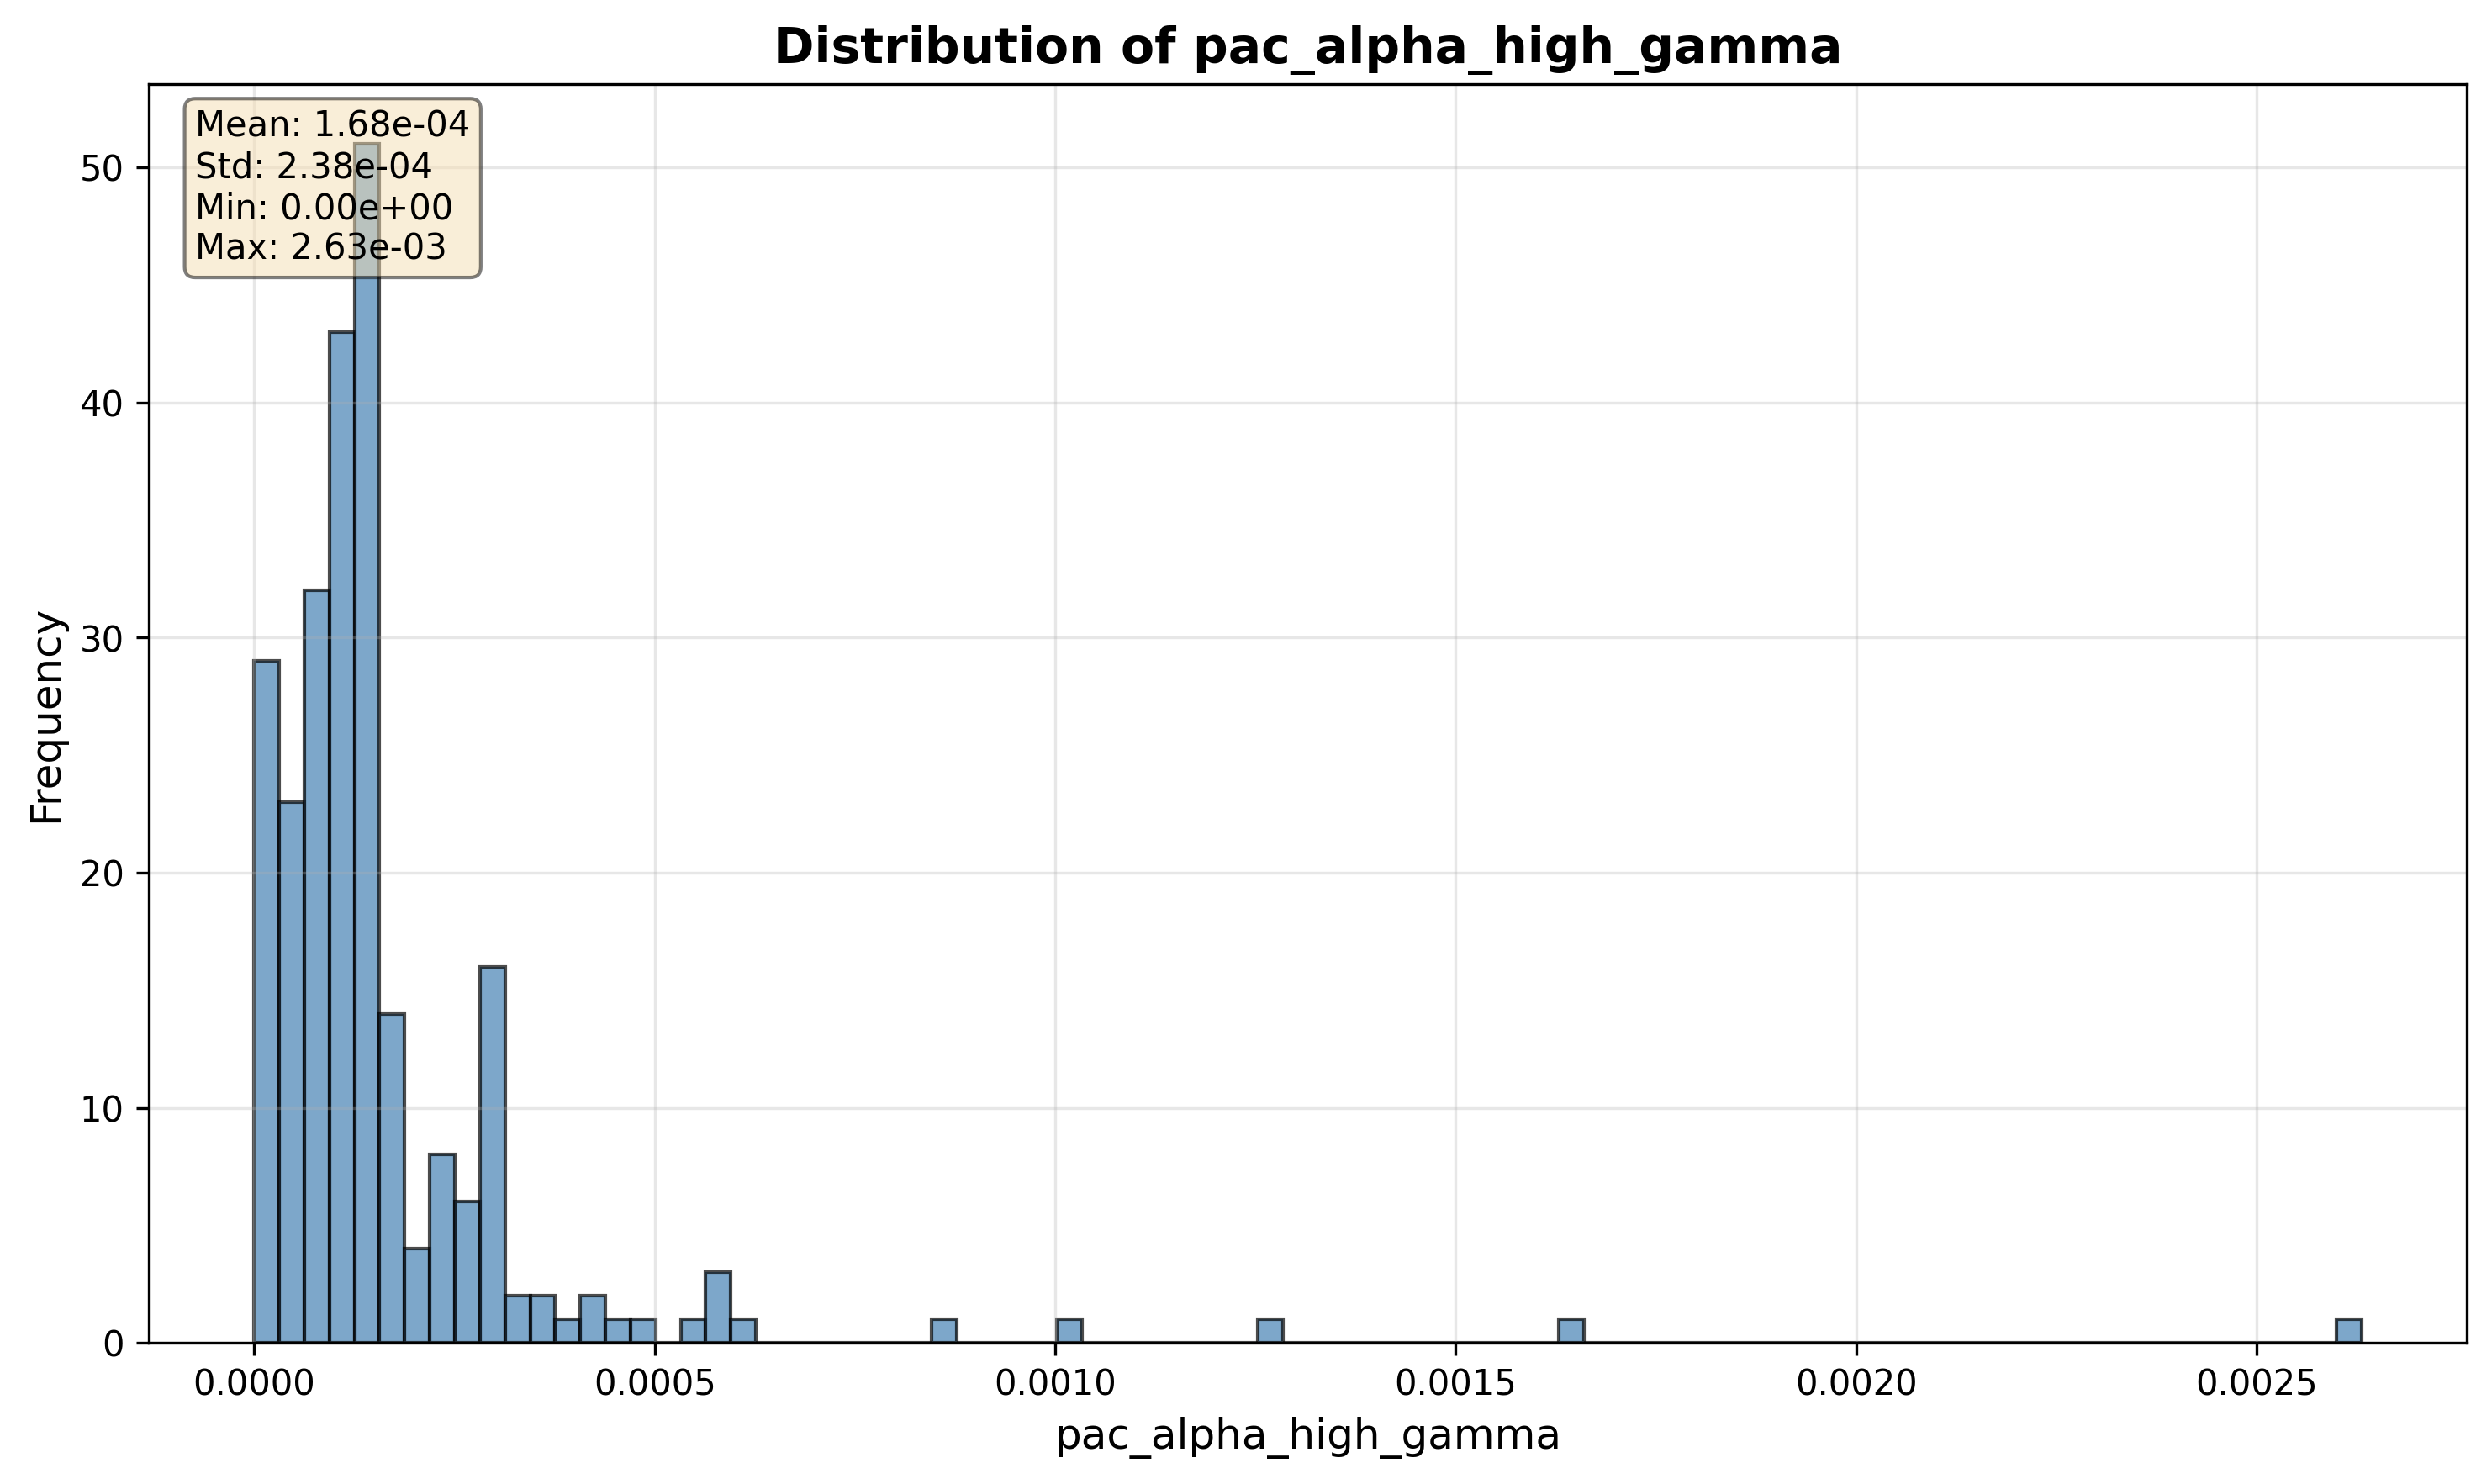 Distribution of pac_alpha_high_gamma
Mean: 1.68e-04
Std: 2.38e-04
Min: 0.00e+00
Max: 2.63e-03
50
40
30
20
10
0
Frequency
0.0000 0.0005 0.0010 0.0015 0.0020 0.0025
pac_alpha_high_gamma